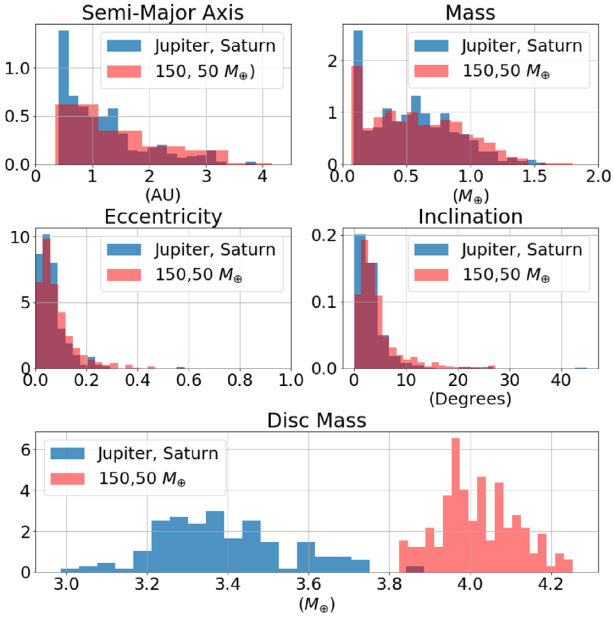 Semi-Major Axis
Jupiter, Saturn
150, 50 M⊕)
1.0
0.5
0.0
0 1 2 3 4
(AU)
Mass
Jupiter, Saturn
150,50 M⊕
2
1
0
0.0 0.5 1.0 1.5 2.0
(M⊕)
Eccentricity
Jupiter, Saturn
150,50 M⊕
10
5
0
0.0 0.2 0.4 0.6 0.8 1.0
Inclination
Jupiter, Saturn
150,50 M⊕
0.2
0.1
0.0
0 10 20 30 40
(Degrees)
Disc Mass
Jupiter, Saturn
150,50 M⊕
6
4
2
0
3.0 3.2 3.4 3.6 3.8 4.0 4.2
(M⊕)